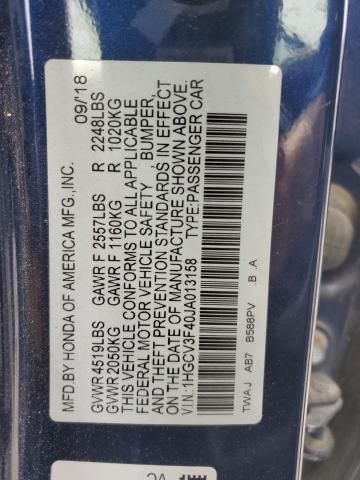 MFD.BY HONDA OF AMERICA MFG.,INC. 09/18
GVWR 4519LBS GAWR F 2557LBS R 2248LBS
GVWR 2050KG GAWR F 1160KG R 1020KG
THIS VEHICLE CONFORMS TO ALL APPLICABLE
FEDERAL MOTOR VEHICLE SAFETY BUMPER,
AND THEFT PREVENTION STANDARDS IN EFFECT
ON THE DATE OF MANUFACTURE SHOWN ABOVE.
V.I.N.:1HGCV3F40JA013158 TYPE:PASSENGER CAR
TWAJ AB7 B588PV .B .A